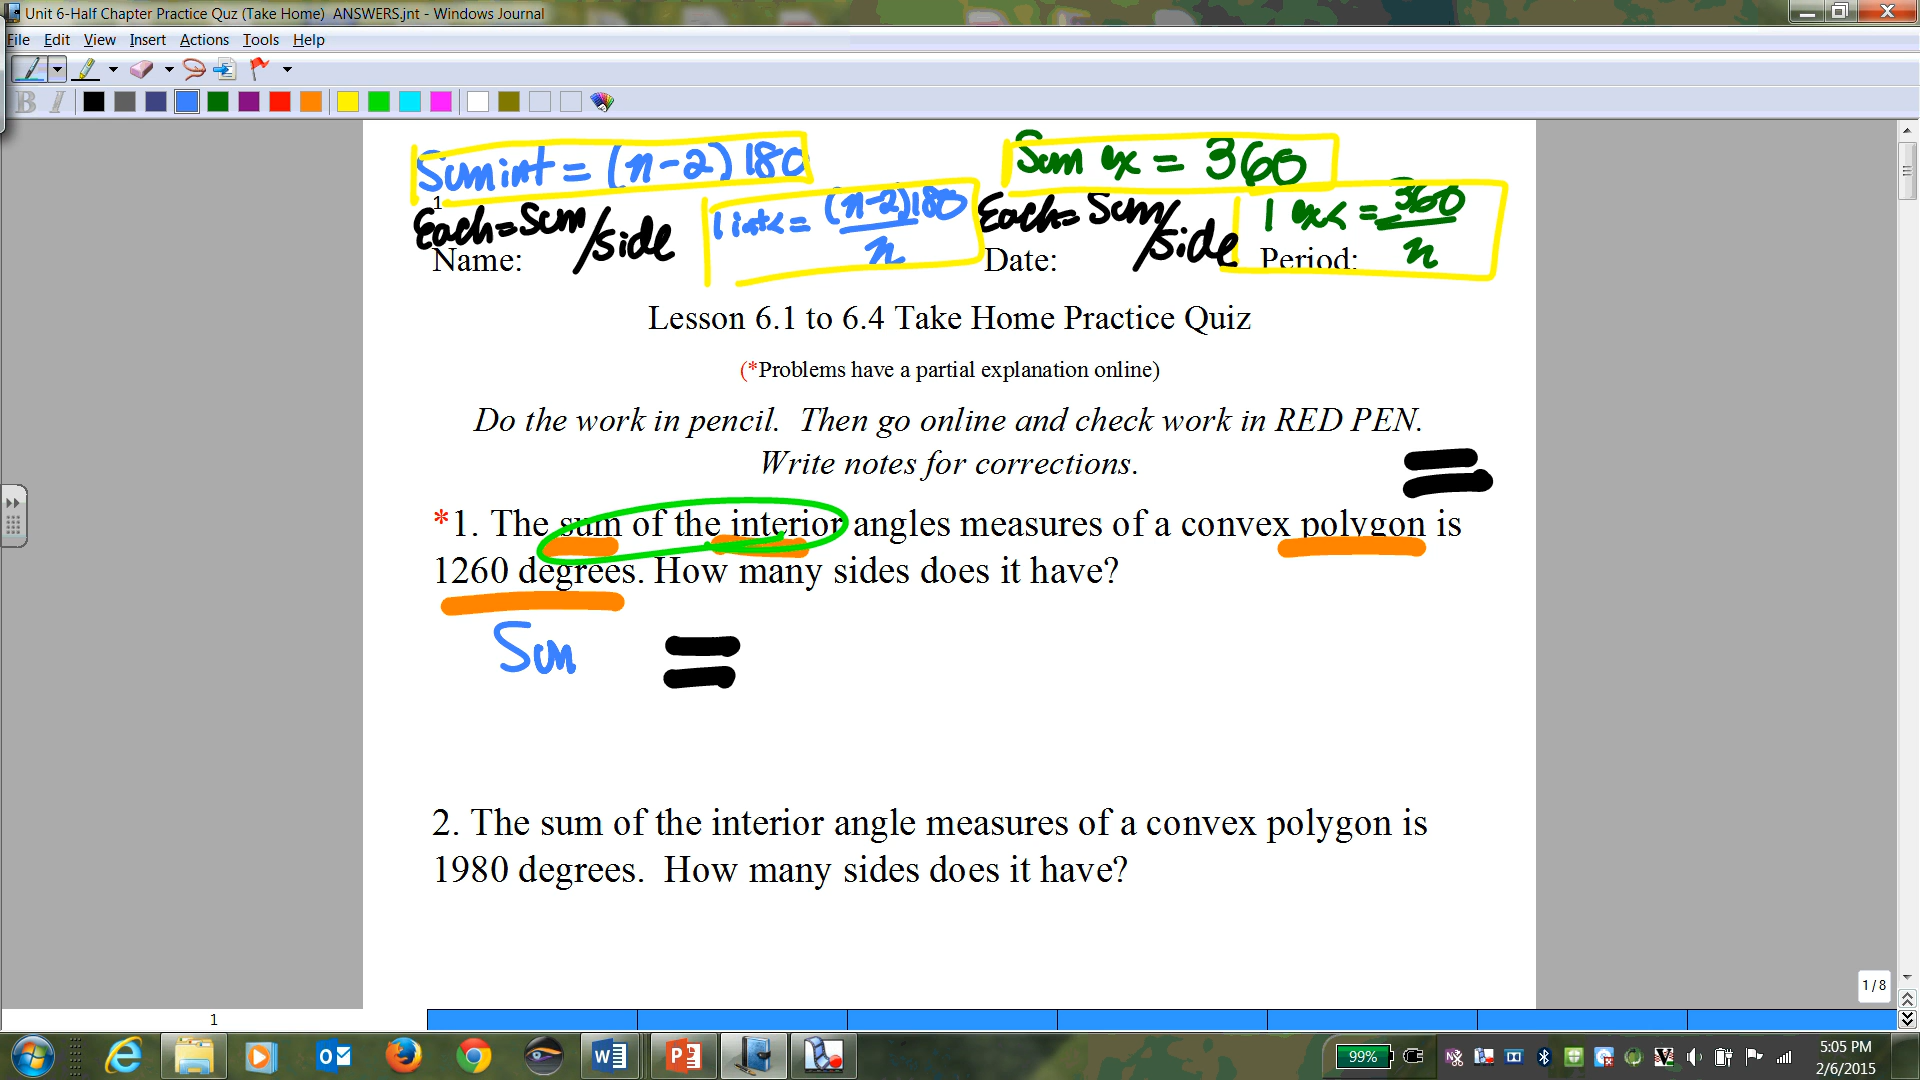 Unit 6-Half Chapter Practice Quz (Take Home)  ANSWERS.jnt - Windows Journal
File Edit View Insert Actions Tools Help
B I
Sum int = (n-2)180
Sum ex = 360
1
Each = Sum/side
1 int∠ = (n-2)180/n
Each = Sum/side
1 ex∠ = 360/n
Name: Date: Period:
Lesson 6.1 to 6.4 Take Home Practice Quiz
(*Problems have a partial explanation online)
Do the work in pencil.  Then go online and check work in RED PEN.
Write notes for corrections.
=
*1. The sum of the interior angles measures of a convex polygon is
1260 degrees. How many sides does it have?
Sum =
2. The sum of the interior angle measures of a convex polygon is
1980 degrees.  How many sides does it have?
1 / 8
1
99%
5:05 PM
2/6/2015